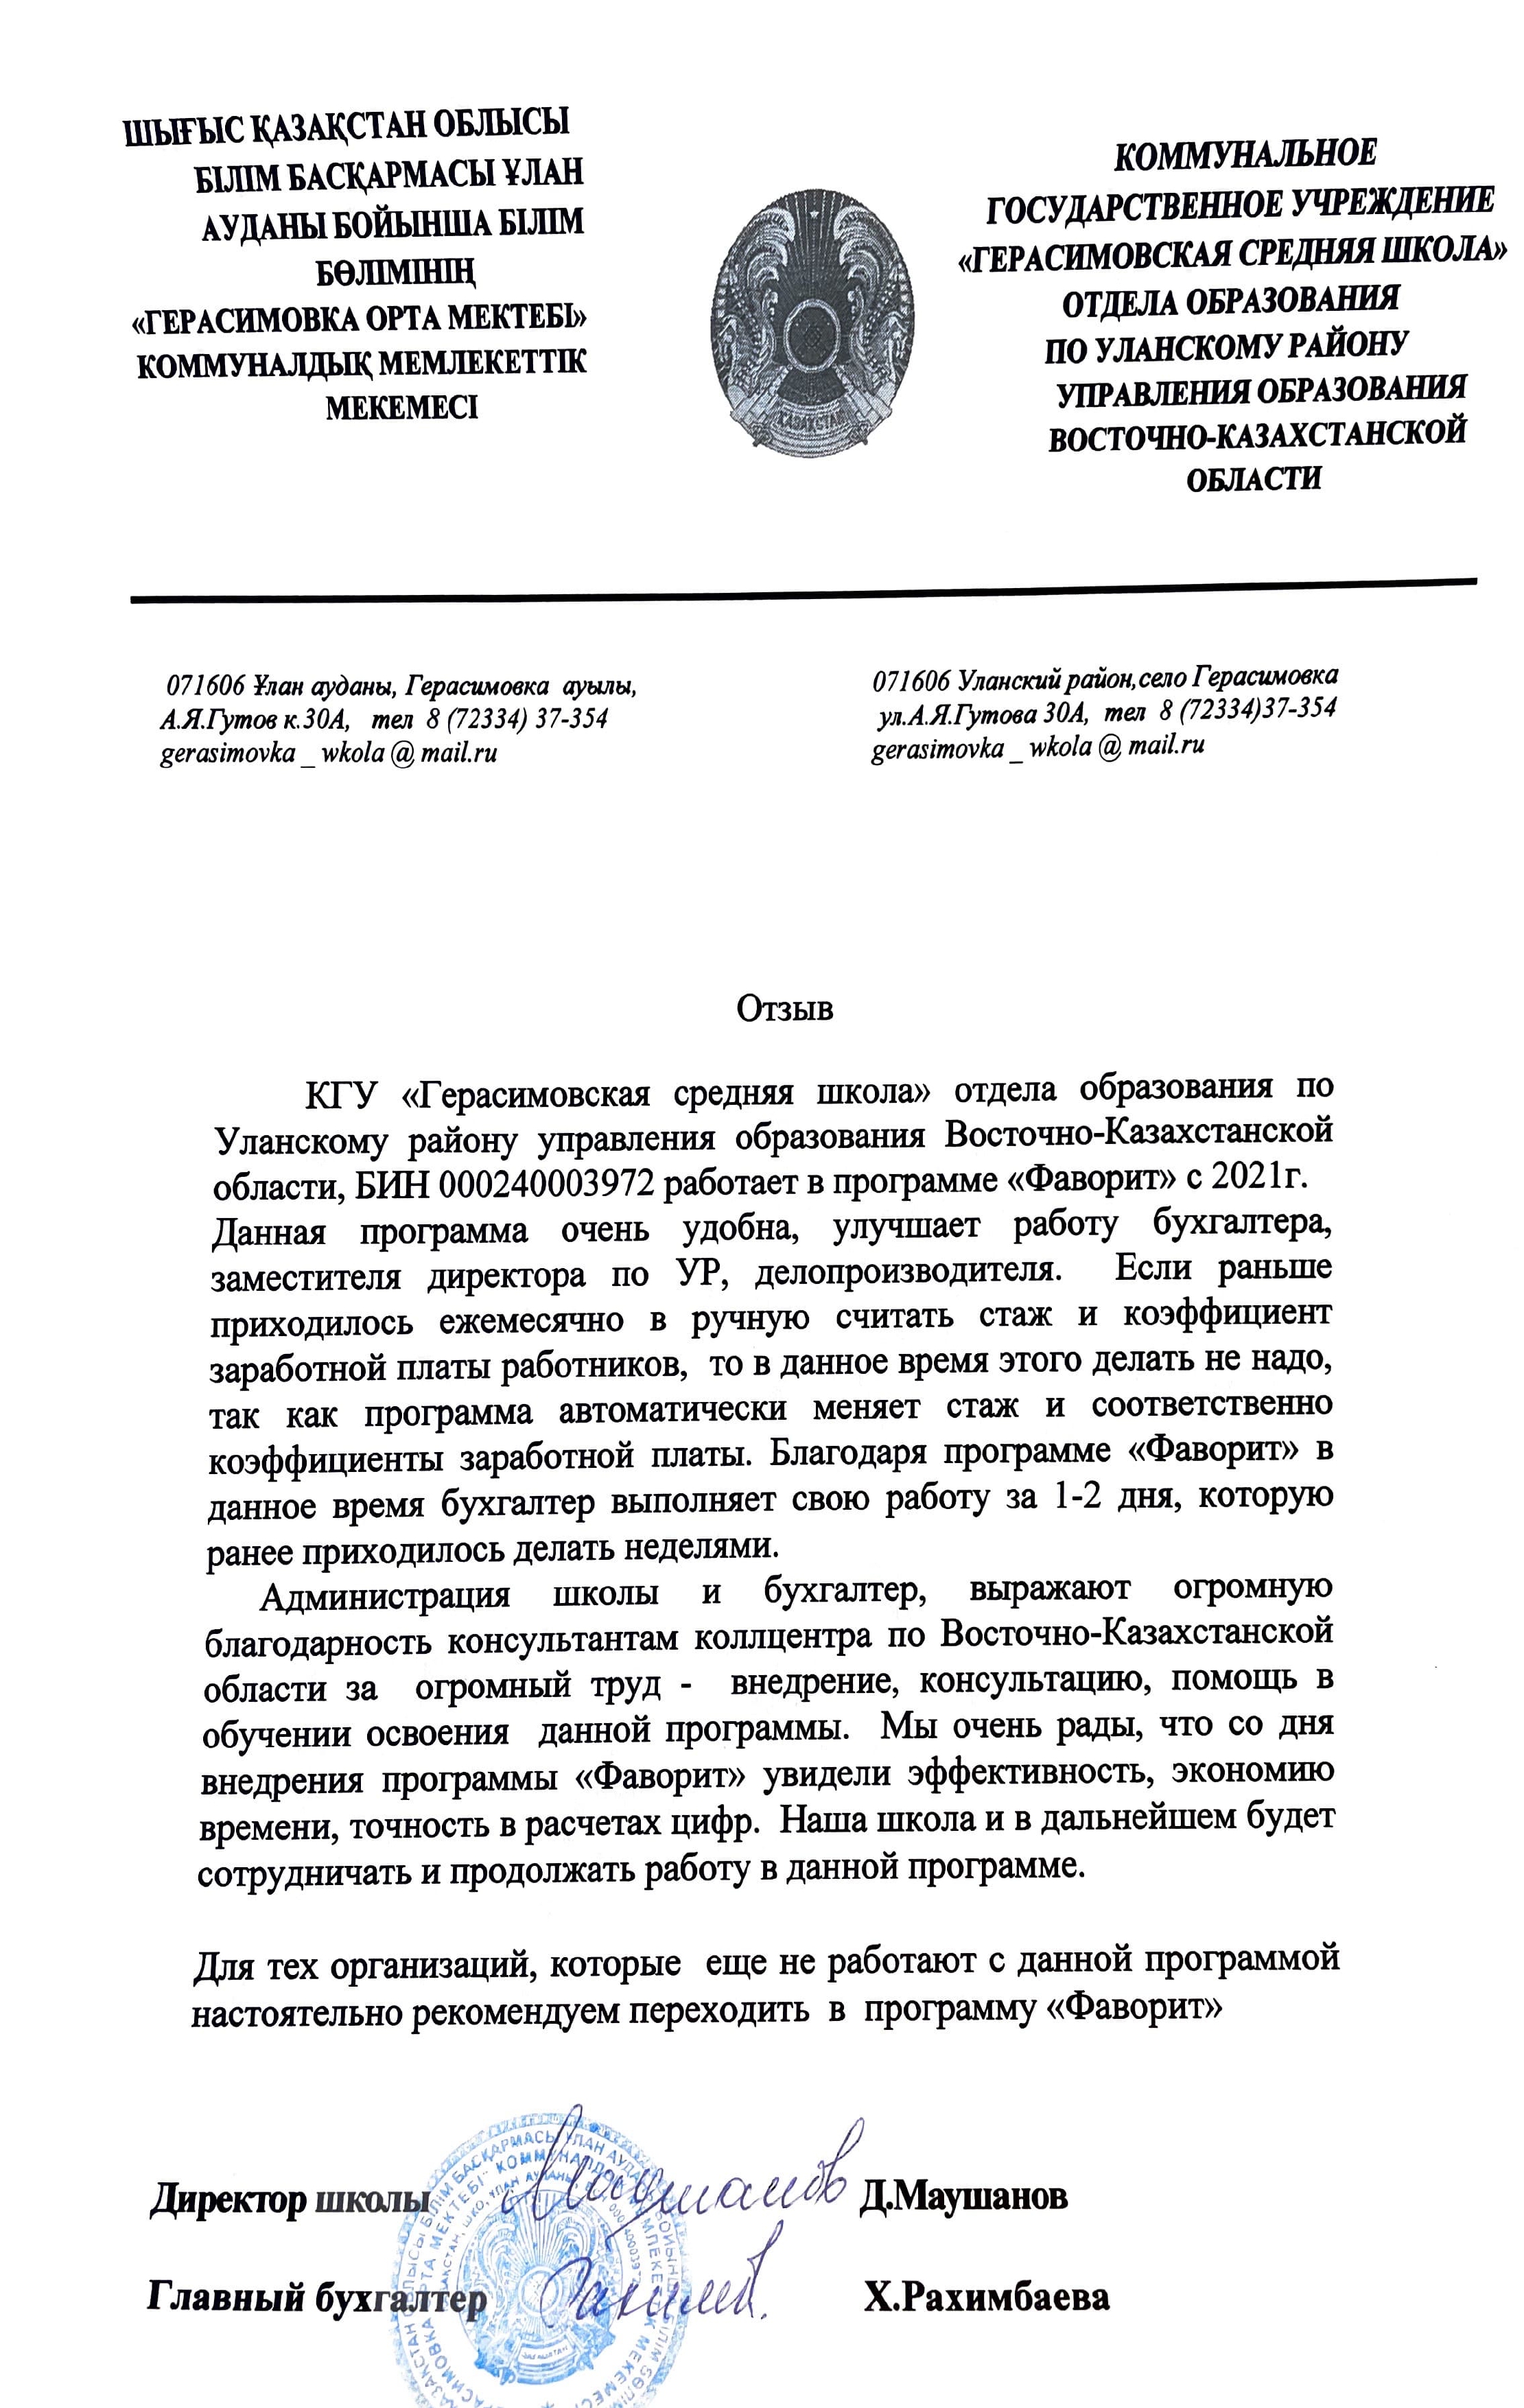 ШЫҒЫС ҚАЗАҚСТАН ОБЛЫСЫ
БІЛІМ БАСҚАРМАСЫ ҰЛАН
АУДАНЫ БОЙЫНША БІЛІМ
БӨЛІМІНІҢ
«ГЕРАСИМОВКА ОРТА МЕКТЕБІ»
КОММУНАЛДЫҚ МЕМЛЕКЕТТІК
МЕКЕМЕСІ
ҚАЗАҚСТАН
КОММУНАЛЬНОЕ
ГОСУДАРСТВЕННОЕ УЧРЕЖДЕНИЕ
«ГЕРАСИМОВСКАЯ СРЕДНЯЯ ШКОЛА»
ОТДЕЛА ОБРАЗОВАНИЯ
ПО УЛАНСКОМУ РАЙОНУ
УПРАВЛЕНИЯ ОБРАЗОВАНИЯ
ВОСТОЧНО-КАЗАХСТАНСКОЙ
ОБЛАСТИ
071606 Ұлан ауданы, Герасимовка ауылы,
А.Я.Гутов к.30А, тел 8 (72334) 37-354
gerasimovka _ wkola @ mail.ru
071606 Уланский район,село Герасимовка
ул.А.Я.Гутова 30А, тел 8 (72334)37-354
gerasimovka _ wkola @ mail.ru
Отзыв
КГУ «Герасимовская средняя школа» отдела образования по
Уланскому району управления образования Восточно-Казахстанской
области, БИН 000240003972 работает в программе «Фаворит» с 2021г.
Данная программа очень удобна, улучшает работу бухгалтера,
заместителя директора по УР, делопроизводителя. Если раньше
приходилось ежемесячно в ручную считать стаж и коэффициент
заработной платы работников, то в данное время этого делать не надо,
так как программа автоматически меняет стаж и соответственно
коэффициенты заработной платы. Благодаря программе «Фаворит» в
данное время бухгалтер выполняет свою работу за 1-2 дня, которую
ранее приходилось делать неделями.
Администрация школы и бухгалтер, выражают огромную
благодарность консультантам коллцентра по Восточно-Казахстанской
области за огромный труд - внедрение, консультацию, помощь в
обучении освоения данной программы. Мы очень рады, что со дня
внедрения программы «Фаворит» увидели эффективность, экономию
времени, точность в расчетах цифр. Наша школа и в дальнейшем будет
сотрудничать и продолжать работу в данной программе.
Для тех организаций, которые еще не работают с данной программой
настоятельно рекомендуем переходить в программу «Фаворит»
Директор школы Маушанов Д.Маушанов
Главный бухгалтер Х.Рахимбаева